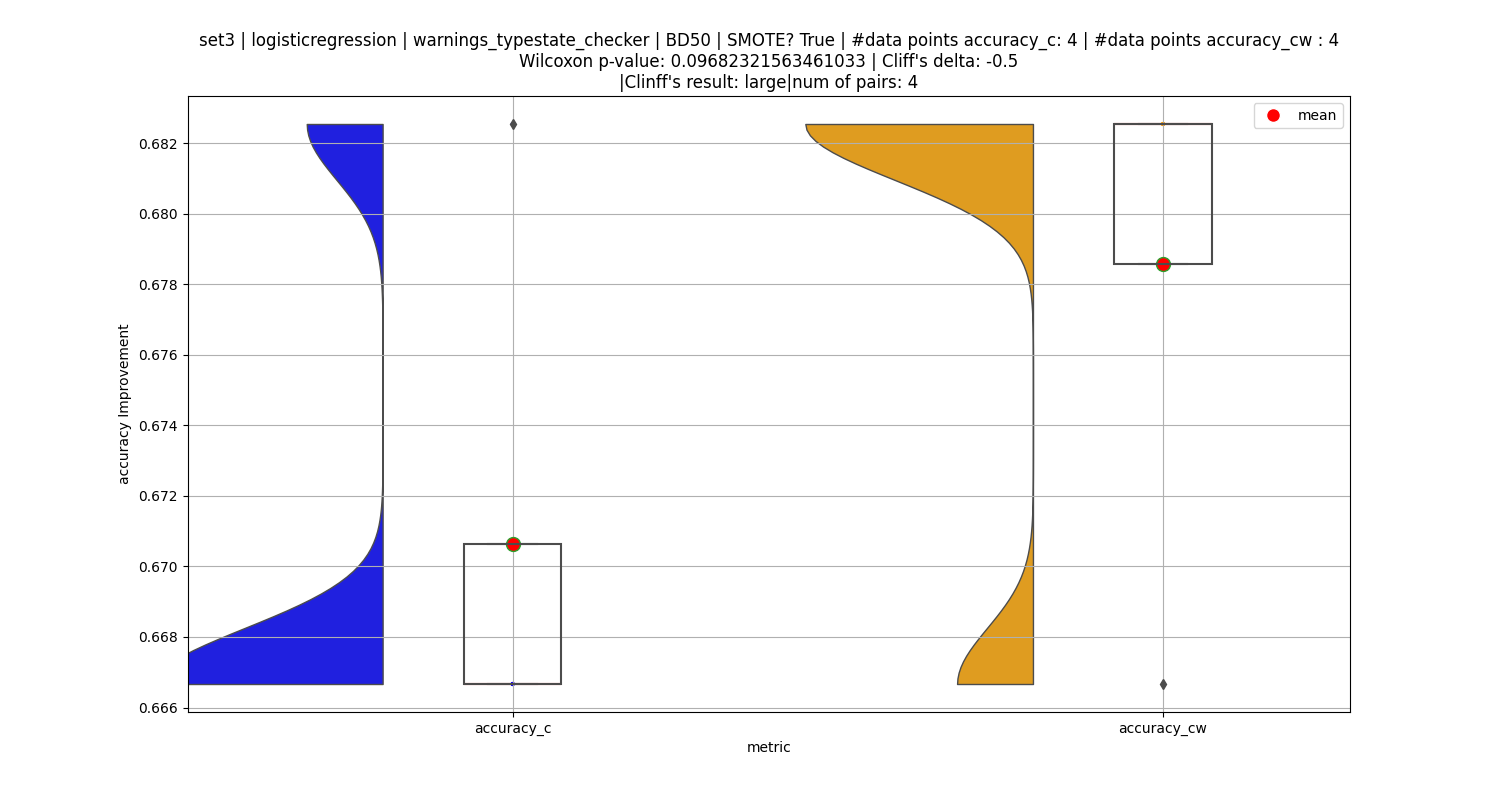 set3 | logisticregression | warnings_typestate_checker | BD50 | SMOTE? True | #data points accuracy_c: 4 | #data points accuracy_cw : 4
Wilcoxon p-value: 0.09682321563461033 | Cliff's delta: -0.5
|Clinff's result: large|num of pairs: 4
mean
0.682
0.680
0.678
0.676
0.674
0.672
0.670
0.668
0.666
accuracy Improvement
accuracy_c
accuracy_cw
metric